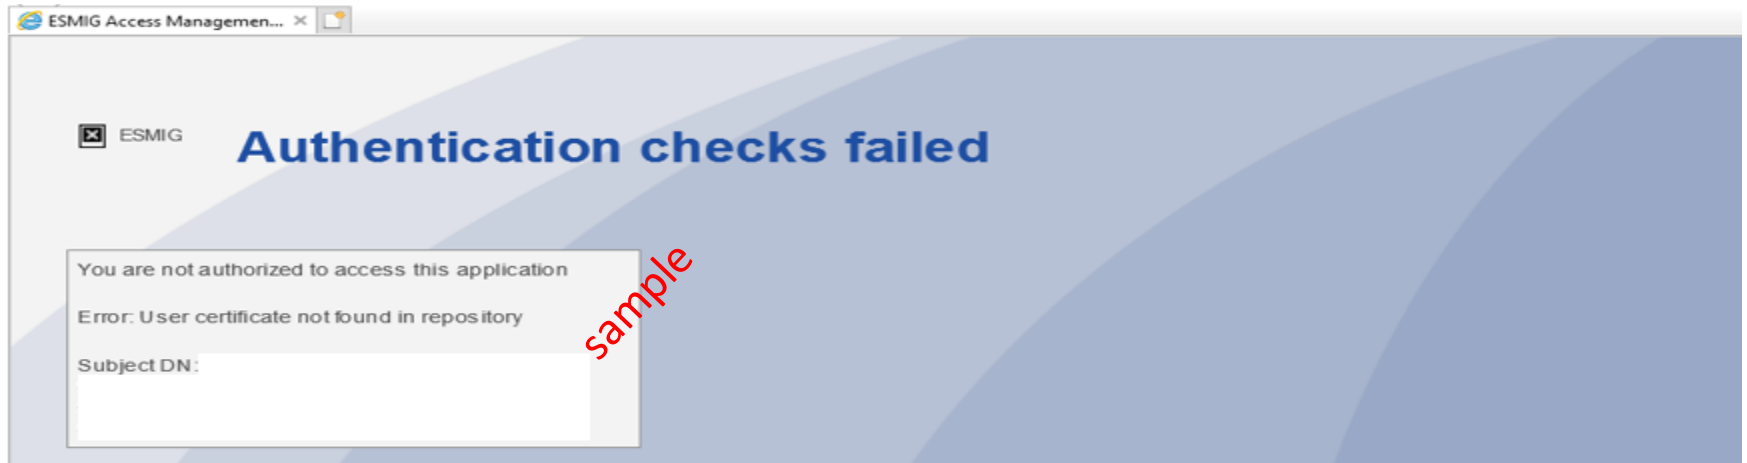 ESMIG Access Managemen...
ESMIG
Authentication checks failed
You are not authorized to access this application
Error: User certificate not found in repository
Subject DN:
sample